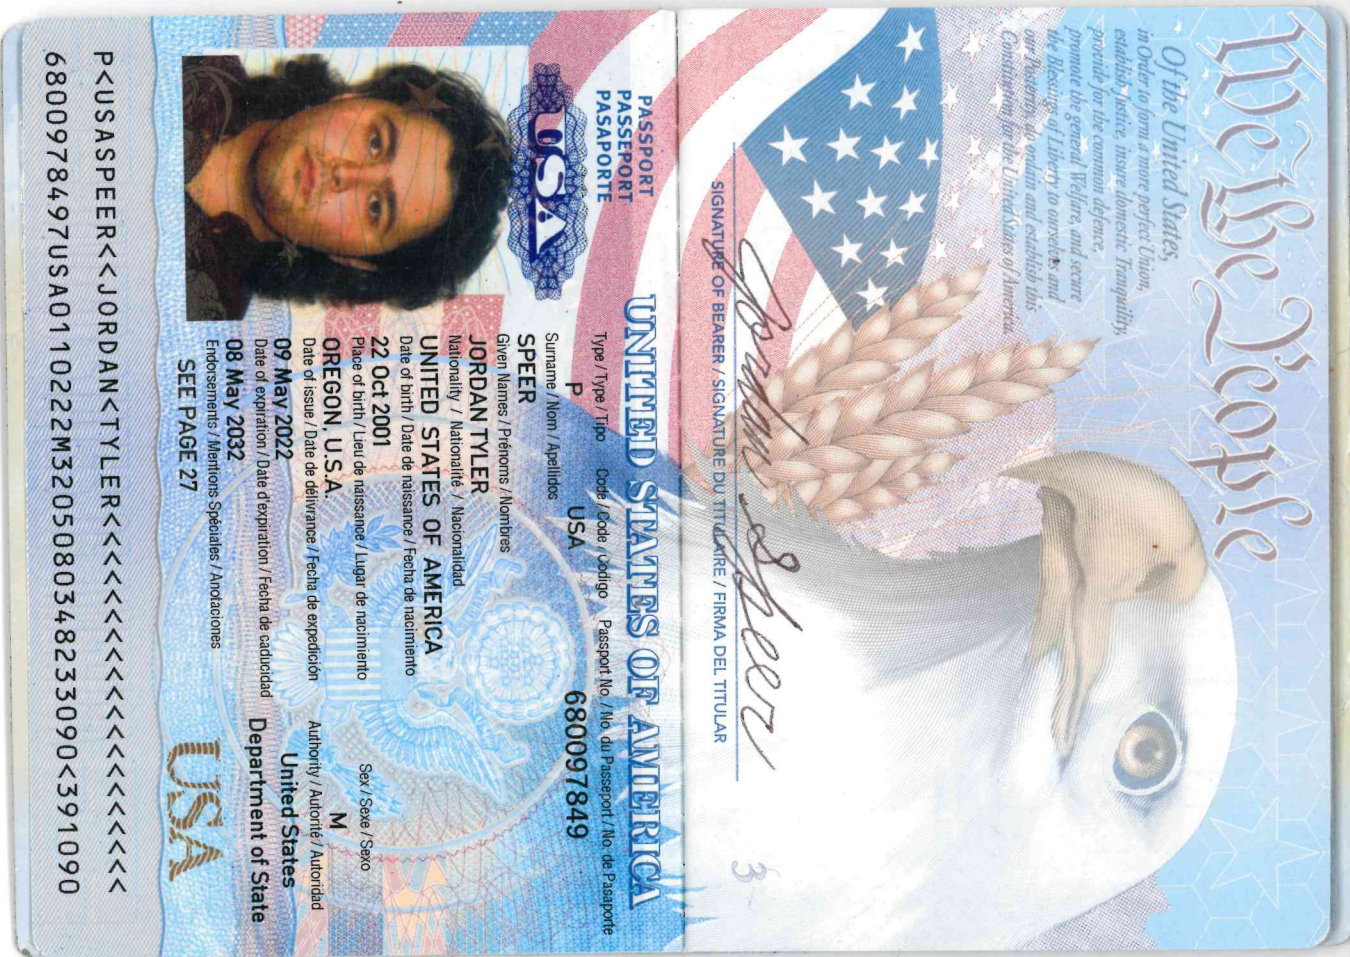 We the People
Of the United States,
in Order to form a more perfect Union,
establish Justice, insure domestic Tranquility,
provide for the common defence,
promote the general Welfare, and secure
the Blessings of Liberty to ourselves and
our Posterity, do ordain and establish this
Constitution for the United States of America.
Jordan Speer
SIGNATURE OF BEARER / SIGNATURE DU TITULAIRE / FIRMA DEL TITULAR
3
PASSPORT
PASSEPORT
PASAPORTE
UNITED STATES OF AMERICA
USA
Type / Type / Tipo Code / Code / Codigo Passport No. / No. du Passeport / No. de Pasaporte
P USA 680097849
Surname / Nom / Apellidos
SPEER
Given Names / Prénoms / Nombres
JORDAN TYLER
Nationality / Nationalité / Nacionalidad
UNITED STATES OF AMERICA
Date of birth / Date de naissance / Fecha de nacimiento
22 Oct 2001
Place of birth / Lieu de naissance / Lugar de nacimiento Sex / Sexe / Sexo
OREGON, U.S.A. M
Date of issue / Date de délivrance / Fecha de expedición Authority / Autorité / Autoridad
09 May 2022 United States
Date of expiration / Date d'expiration / Fecha de caducidad Department of State
08 May 2032
Endorsements / Mentions Spéciales / Anotaciones
SEE PAGE 27
USA
P<USASPEER<<JORDAN<TYLER<<<<<<<<<<<<<<<<<<<<
6800978497USA0110222M3205080348233090<391090